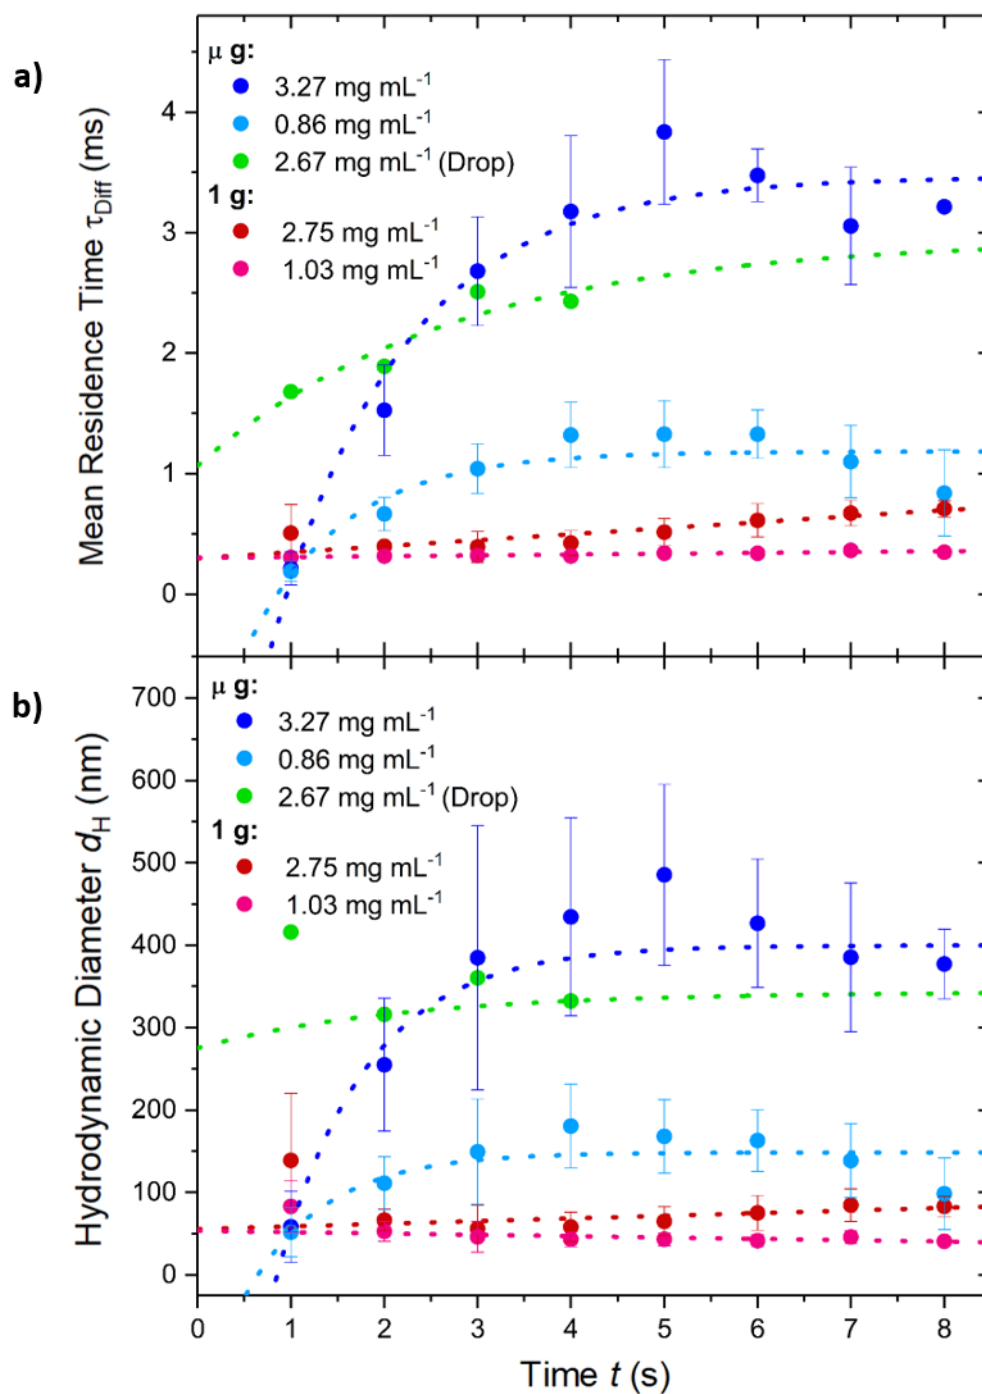 a)
Mean Residence Time τDiff (ms)
4
3
2
1
0
μ g:
3.27 mg mL-1
0.86 mg mL-1
2.67 mg mL-1 (Drop)
1 g:
2.75 mg mL-1
1.03 mg mL-1
b)
Hydrodynamic Diameter dH (nm)
700
600
500
400
300
200
100
0
μ g:
3.27 mg mL-1
0.86 mg mL-1
2.67 mg mL-1 (Drop)
1 g:
2.75 mg mL-1
1.03 mg mL-1
0 1 2 3 4 5 6 7 8
Time t (s)